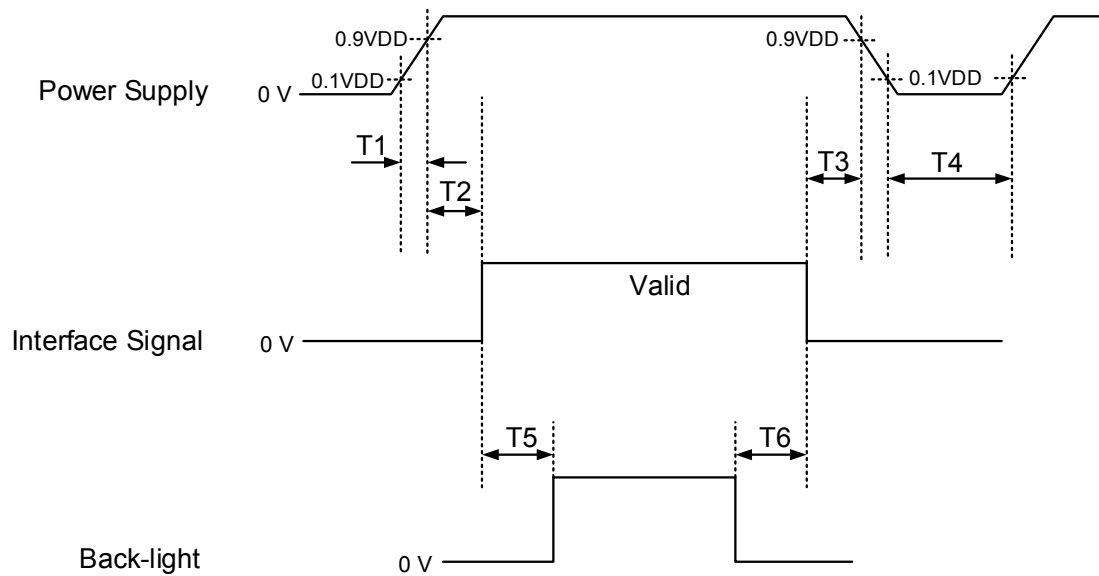 0.9VDD 0.9VDD
0.1VDD 0.1VDD
Power Supply 0 V
T1 T3 T4
T2
Valid
Interface Signal 0 V
T5 T6
Back-light 0 V